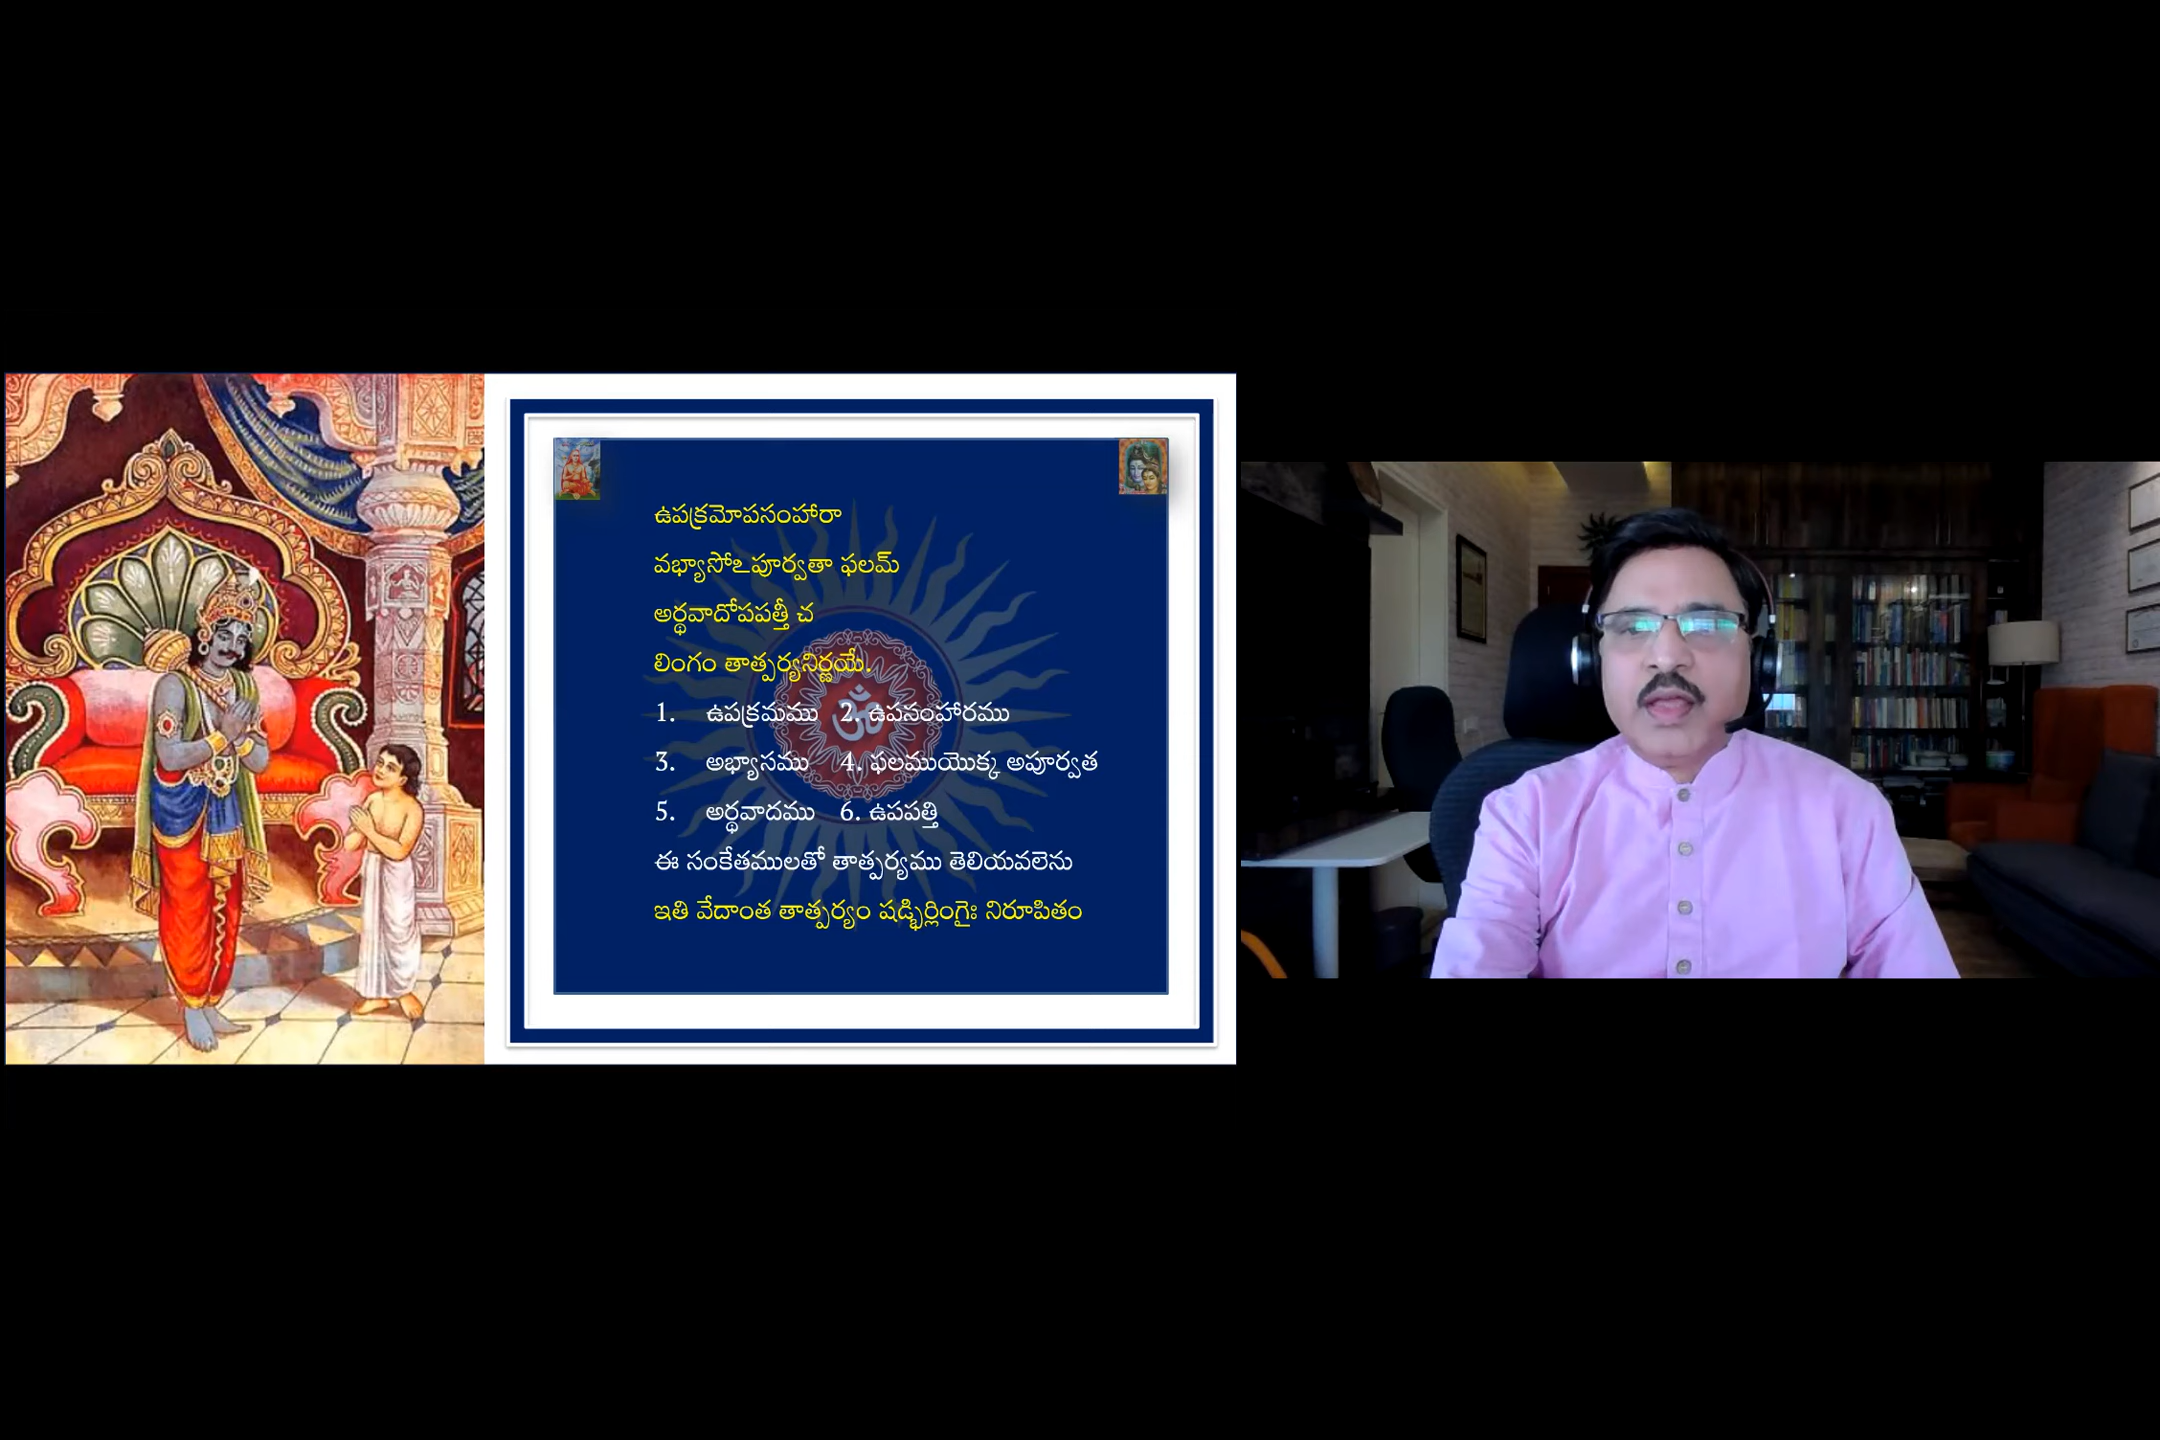 ఉపక్రమోపసంహారా
వభ్యాసోఽపూర్వతా ఫలమ్
అర్థవాదోపపత్తీ చ
లింగం తాత్పర్యనిర్ణయే.
1. ఉపక్రమము 2. ఉపసంహారము
3. అభ్యాసము 4. ఫలముయొక్క అపూర్వత
5. అర్థవాదము 6. ఉపపత్తి
ఈ సంకేతములతో తాత్పర్యము తెలియవలెను
ఇతి వేదాంత తాత్పర్యం షడ్భిర్లింగైః నిరూపితం
ॐ